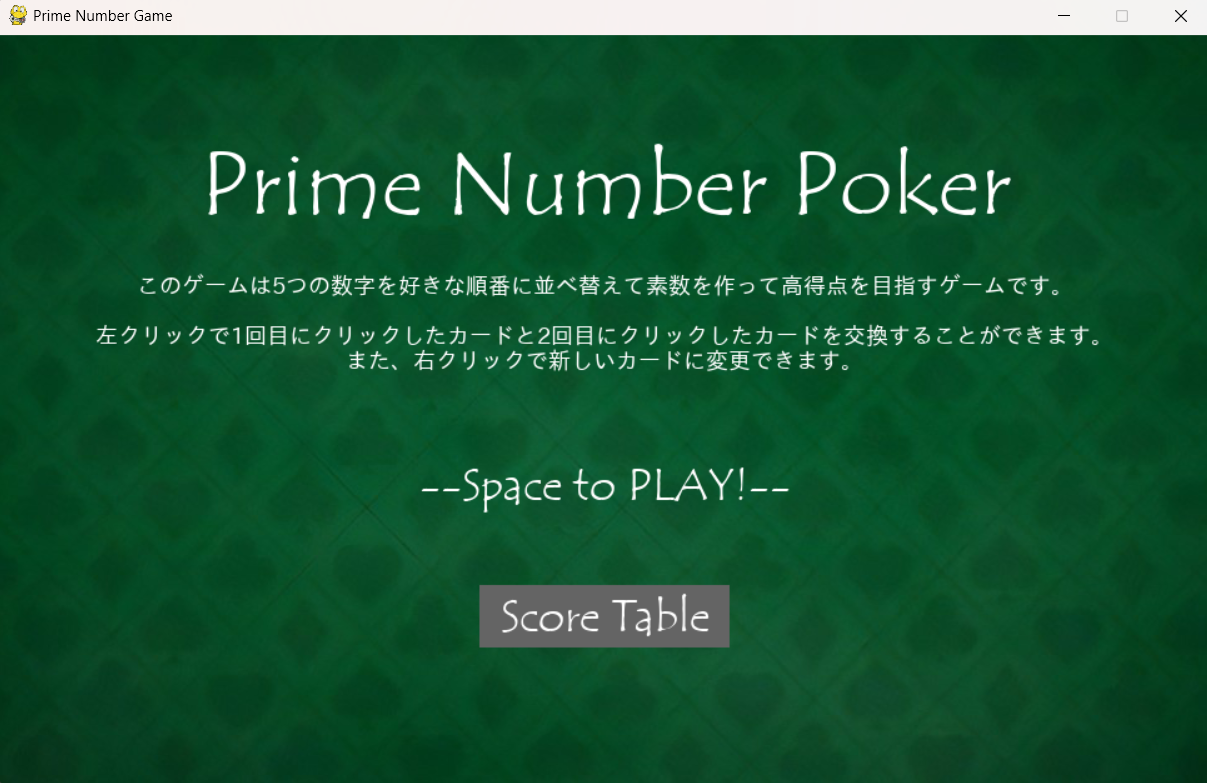 Prime Number Game
Prime Number Poker
このゲームは5つの数字を好きな順番に並べ替えて素数を作って高得点を目指すゲームです。
左クリックで1回目にクリックしたカードと2回目にクリックしたカードを交換することができます。
また、右クリックで新しいカードに変更できます。
--Space to PLAY!--
Score Table